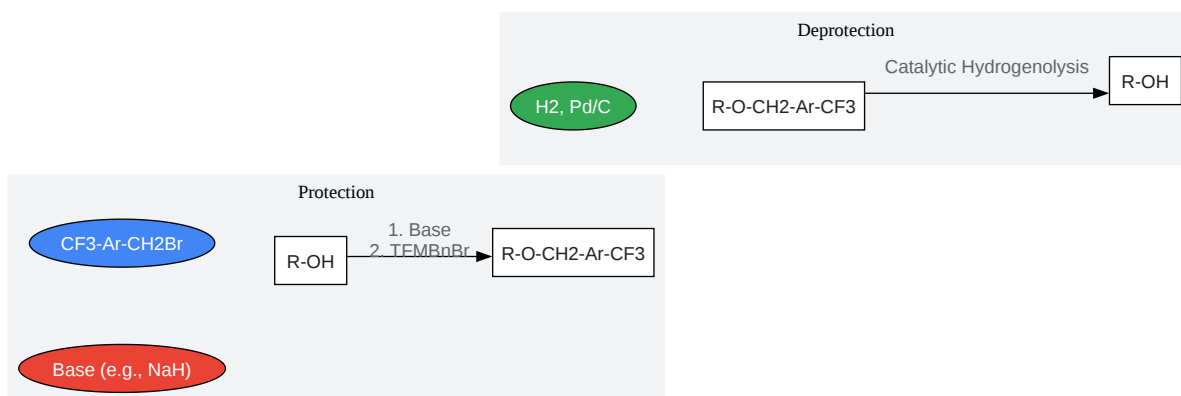 Deprotection
H2, Pd/C
R-O-CH2-Ar-CF3
Catalytic Hydrogenolysis
R-OH
Protection
CF3-Ar-CH2Br
Base (e.g., NaH)
R-OH
1. Base
2. TFMBnBr
R-O-CH2-Ar-CF3